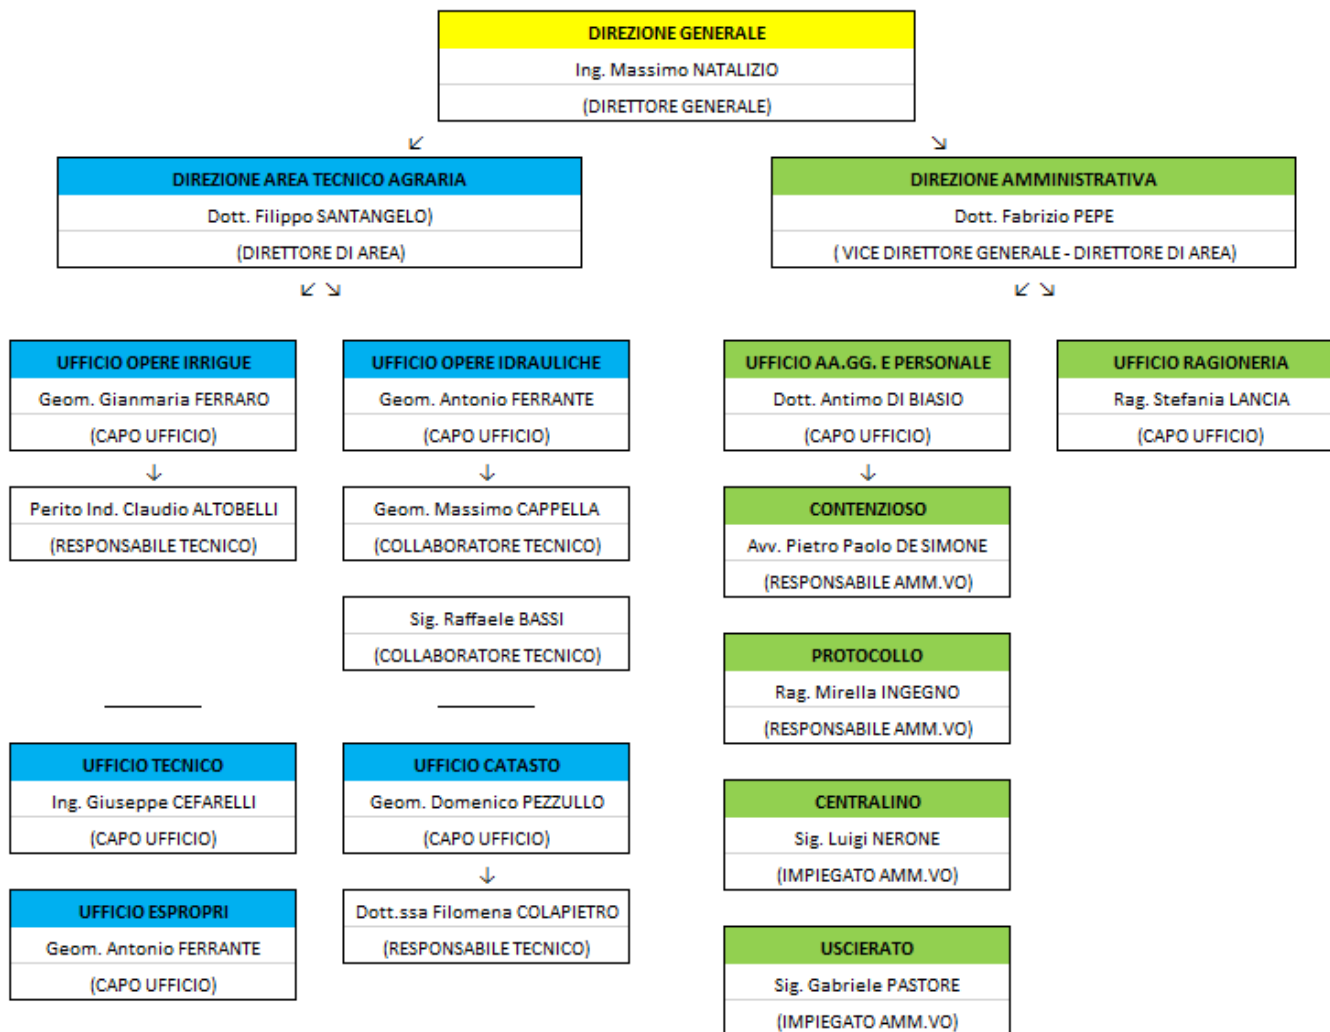 DIREZIONE GENERALE
Ing. Massimo NATALIZIO
(DIRETTORE GENERALE)
DIREZIONE AREA TECNICO AGRARIA
Dott. Filippo SANTANGELO)
(DIRETTORE DI AREA)
DIREZIONE AMMINISTRATIVA
Dott. Fabrizio PEPE
( VICE DIRETTORE GENERALE - DIRETTORE DI AREA)
UFFICIO OPERE IRRIGUE
Geom. Gianmaria FERRARO
(CAPO UFFICIO)
Perito Ind. Claudio ALTOBELLI
(RESPONSABILE TECNICO)
UFFICIO OPERE IDRAULICHE
Geom. Antonio FERRANTE
(CAPO UFFICIO)
Geom. Massimo CAPPELLA
(COLLABORATORE TECNICO)
Sig. Raffaele BASSI
(COLLABORATORE TECNICO)
UFFICIO TECNICO
Ing. Giuseppe CEFARELLI
(CAPO UFFICIO)
UFFICIO ESPROPRI
Geom. Antonio FERRANTE
(CAPO UFFICIO)
UFFICIO CATASTO
Geom. Domenico PEZZULLO
(CAPO UFFICIO)
Dott.ssa Filomena COLAPIETRO
(RESPONSABILE TECNICO)
UFFICIO AA.GG. E PERSONALE
Dott. Antimo DI BIASIO
(CAPO UFFICIO)
CONTENZIOSO
Avv. Pietro Paolo DE SIMONE
(RESPONSABILE AMM.VO)
PROTOCOLLO
Rag. Mirella INGEGNO
(RESPONSABILE AMM.VO)
CENTRALINO
Sig. Luigi NERONE
(IMPIEGATO AMM.VO)
USCIERATO
Sig. Gabriele PASTORE
(IMPIEGATO AMM.VO)
UFFICIO RAGIONERIA
Rag. Stefania LANCIA
(CAPO UFFICIO)